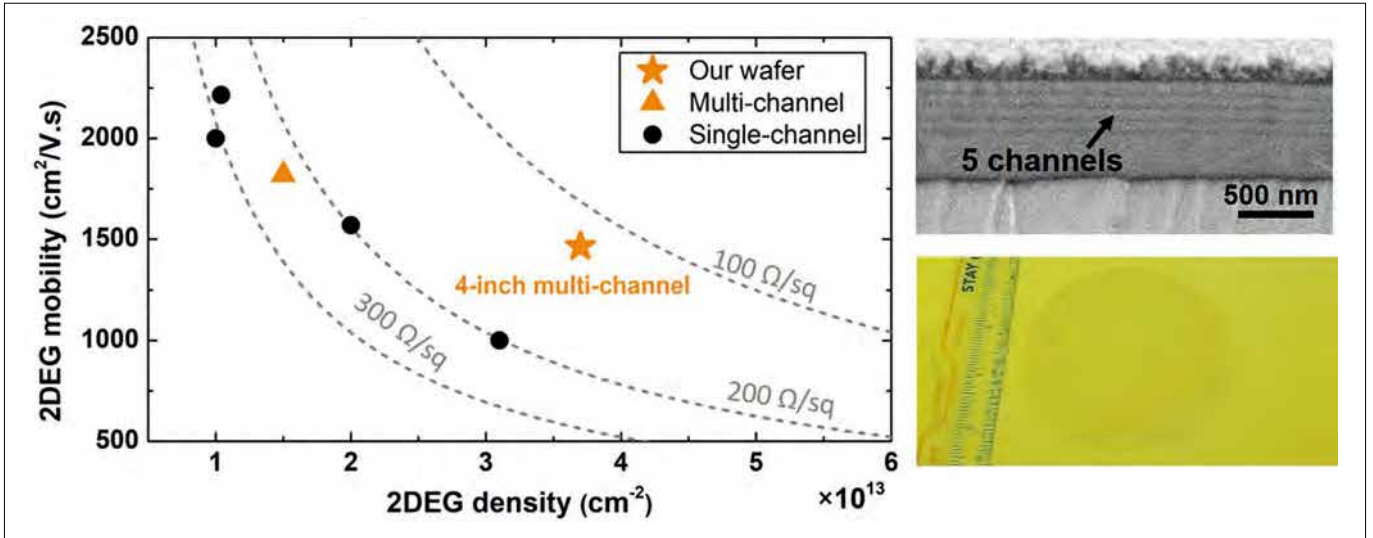 2500
2000
1500
1000
500
2DEG mobility (cm²/V.s)
Our wafer
Multi-channel
Single-channel
100 Ω/sq
4-inch multi-channel
300 Ω/sq
200 Ω/sq
1 2 3 4 5 6
2DEG density (cm⁻²)
×10¹³
5 channels
500 nm
STAY